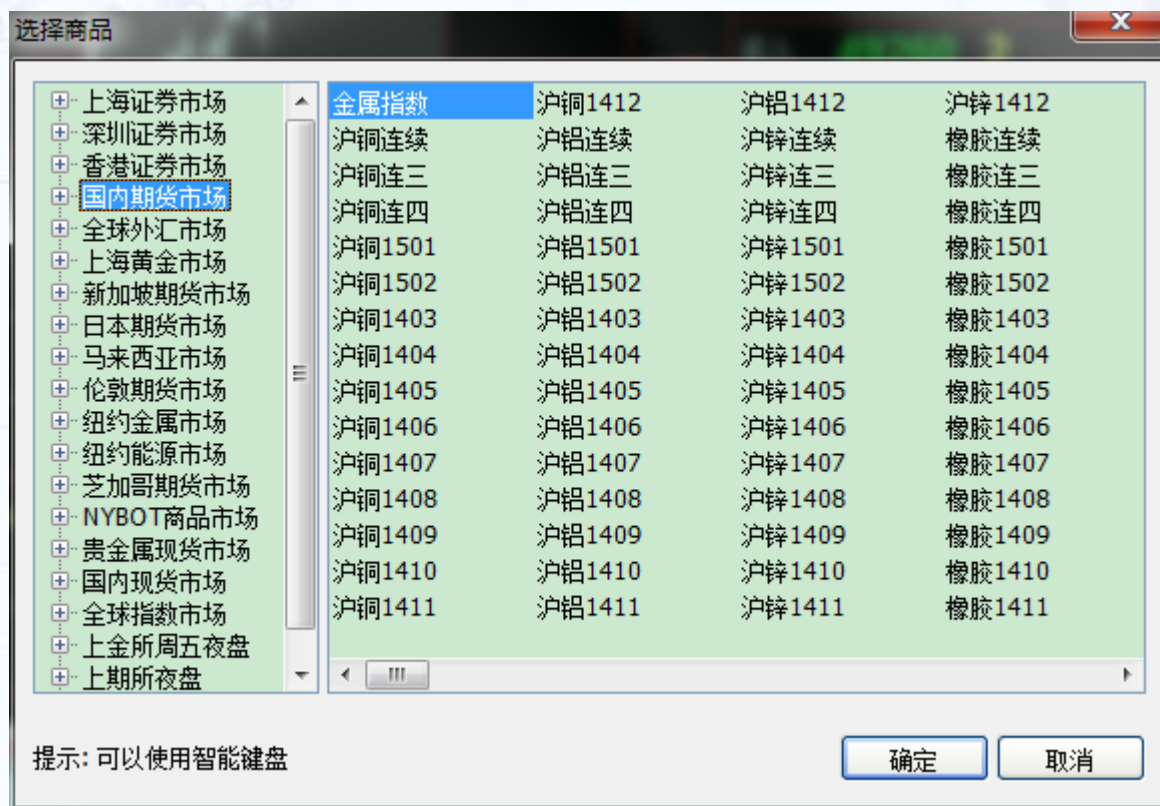 选择商品
上海证券市场
深圳证券市场
香港证券市场
国内期货市场
全球外汇市场
上海黄金市场
新加坡期货市场
日本期货市场
马来西亚市场
伦敦期货市场
纽约金属市场
纽约能源市场
芝加哥期货市场
NYBOT商品市场
贵金属现货市场
国内现货市场
全球指数市场
上金所周五夜盘
上期所夜盘
金属指数 沪铜1412 沪铝1412 沪锌1412
沪铜连续 沪铝连续 沪锌连续 橡胶连续
沪铜连三 沪铝连三 沪锌连三 橡胶连三
沪铜连四 沪铝连四 沪锌连四 橡胶连四
沪铜1501 沪铝1501 沪锌1501 橡胶1501
沪铜1502 沪铝1502 沪锌1502 橡胶1502
沪铜1403 沪铝1403 沪锌1403 橡胶1403
沪铜1404 沪铝1404 沪锌1404 橡胶1404
沪铜1405 沪铝1405 沪锌1405 橡胶1405
沪铜1406 沪铝1406 沪锌1406 橡胶1406
沪铜1407 沪铝1407 沪锌1407 橡胶1407
沪铜1408 沪铝1408 沪锌1408 橡胶1408
沪铜1409 沪铝1409 沪锌1409 橡胶1409
沪铜1410 沪铝1410 沪锌1410 橡胶1410
沪铜1411 沪铝1411 沪锌1411 橡胶1411
提示: 可以使用智能键盘 确定 取消